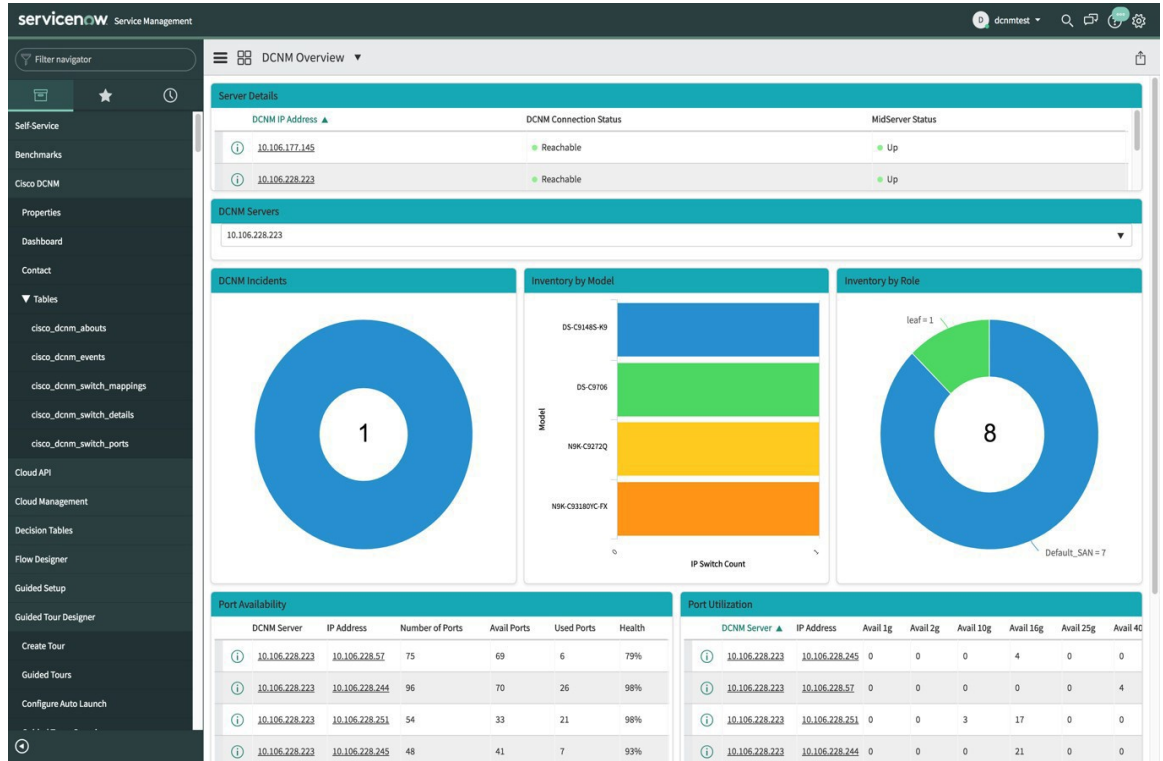 servicenow Service Management
dcnmtest
Filter navigator
DCNM Overview
Self-Service
Benchmarks
Cisco DCNM
Properties
Dashboard
Contact
Tables
cisco_dcnm_abouts
cisco_dcnm_events
cisco_dcnm_switch_mappings
cisco_dcnm_switch_details
cisco_dcnm_switch_ports
Cloud API
Cloud Management
Decision Tables
Flow Designer
Guided Setup
Guided Tour Designer
Create Tour
Guided Tours
Configure Auto Launch
Server Details
DCNM IP Address DCNM Connection Status MidServer Status
10.106.177.145 Reachable Up
10.106.228.223 Reachable Up
DCNM Servers
10.106.228.223
DCNM Incidents
1
Inventory by Model
Model
DS-C9148S-K9
DS-C9706
N9K-C9272Q
N9K-C93180YC-FX
0 1
IP Switch Count
Inventory by Role
leaf = 1
8
Default_SAN = 7
Port Availability
DCNM Server IP Address Number of Ports Avail Ports Used Ports Health
10.106.228.223 10.106.228.57 75 69 6 79%
10.106.228.223 10.106.228.244 96 70 26 98%
10.106.228.223 10.106.228.251 54 33 21 98%
10.106.228.223 10.106.228.245 48 41 7 93%
Port Utilization
DCNM Server IP Address Avail 1g Avail 2g Avail 10g Avail 16g Avail 25g Avail 40
10.106.228.223 10.106.228.245 0 0 0 4 0 0
10.106.228.223 10.106.228.57 0 0 0 0 0 4
10.106.228.223 10.106.228.251 0 0 3 17 0 0
10.106.228.223 10.106.228.244 0 0 0 21 0 0